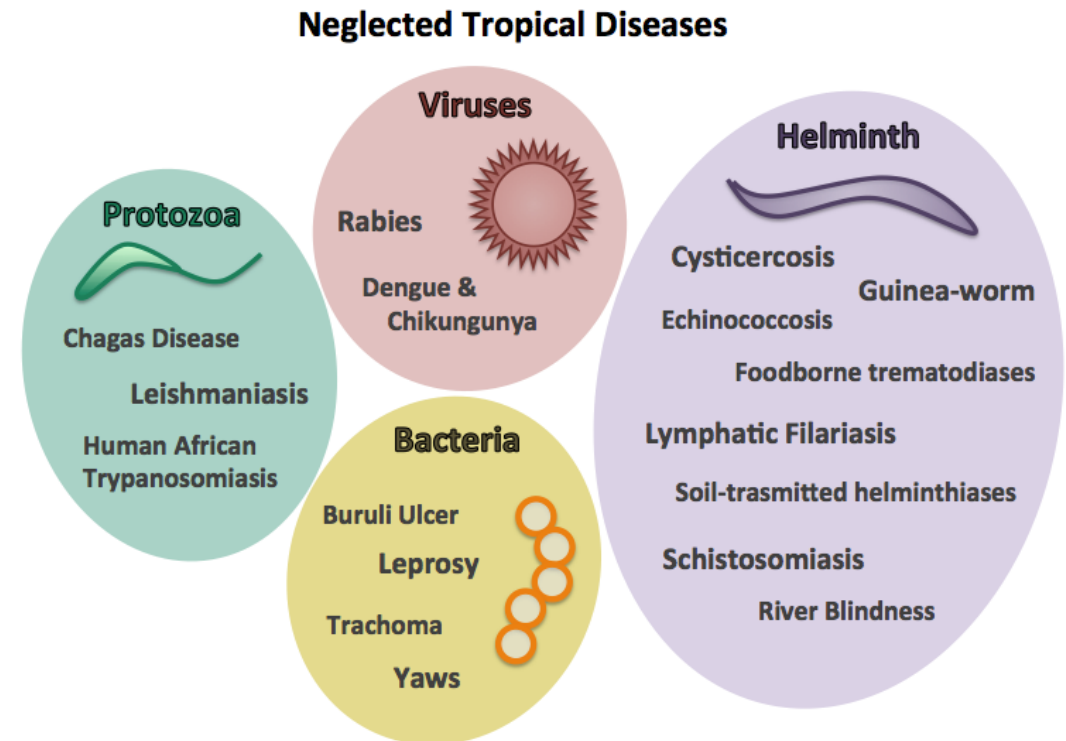 Neglected Tropical Diseases
Viruses
Rabies
Dengue &
Chikungunya
Helminth
Cysticercosis
Guinea-worm
Echinococcosis
Foodborne trematodiases
Lymphatic Filariasis
Soil-trasmitted helminthiases
Schistosomiasis
River Blindness
Protozoa
Chagas Disease
Leishmaniasis
Human African
Trypanosomiasis
Bacteria
Buruli Ulcer
Leprosy
Trachoma
Yaws